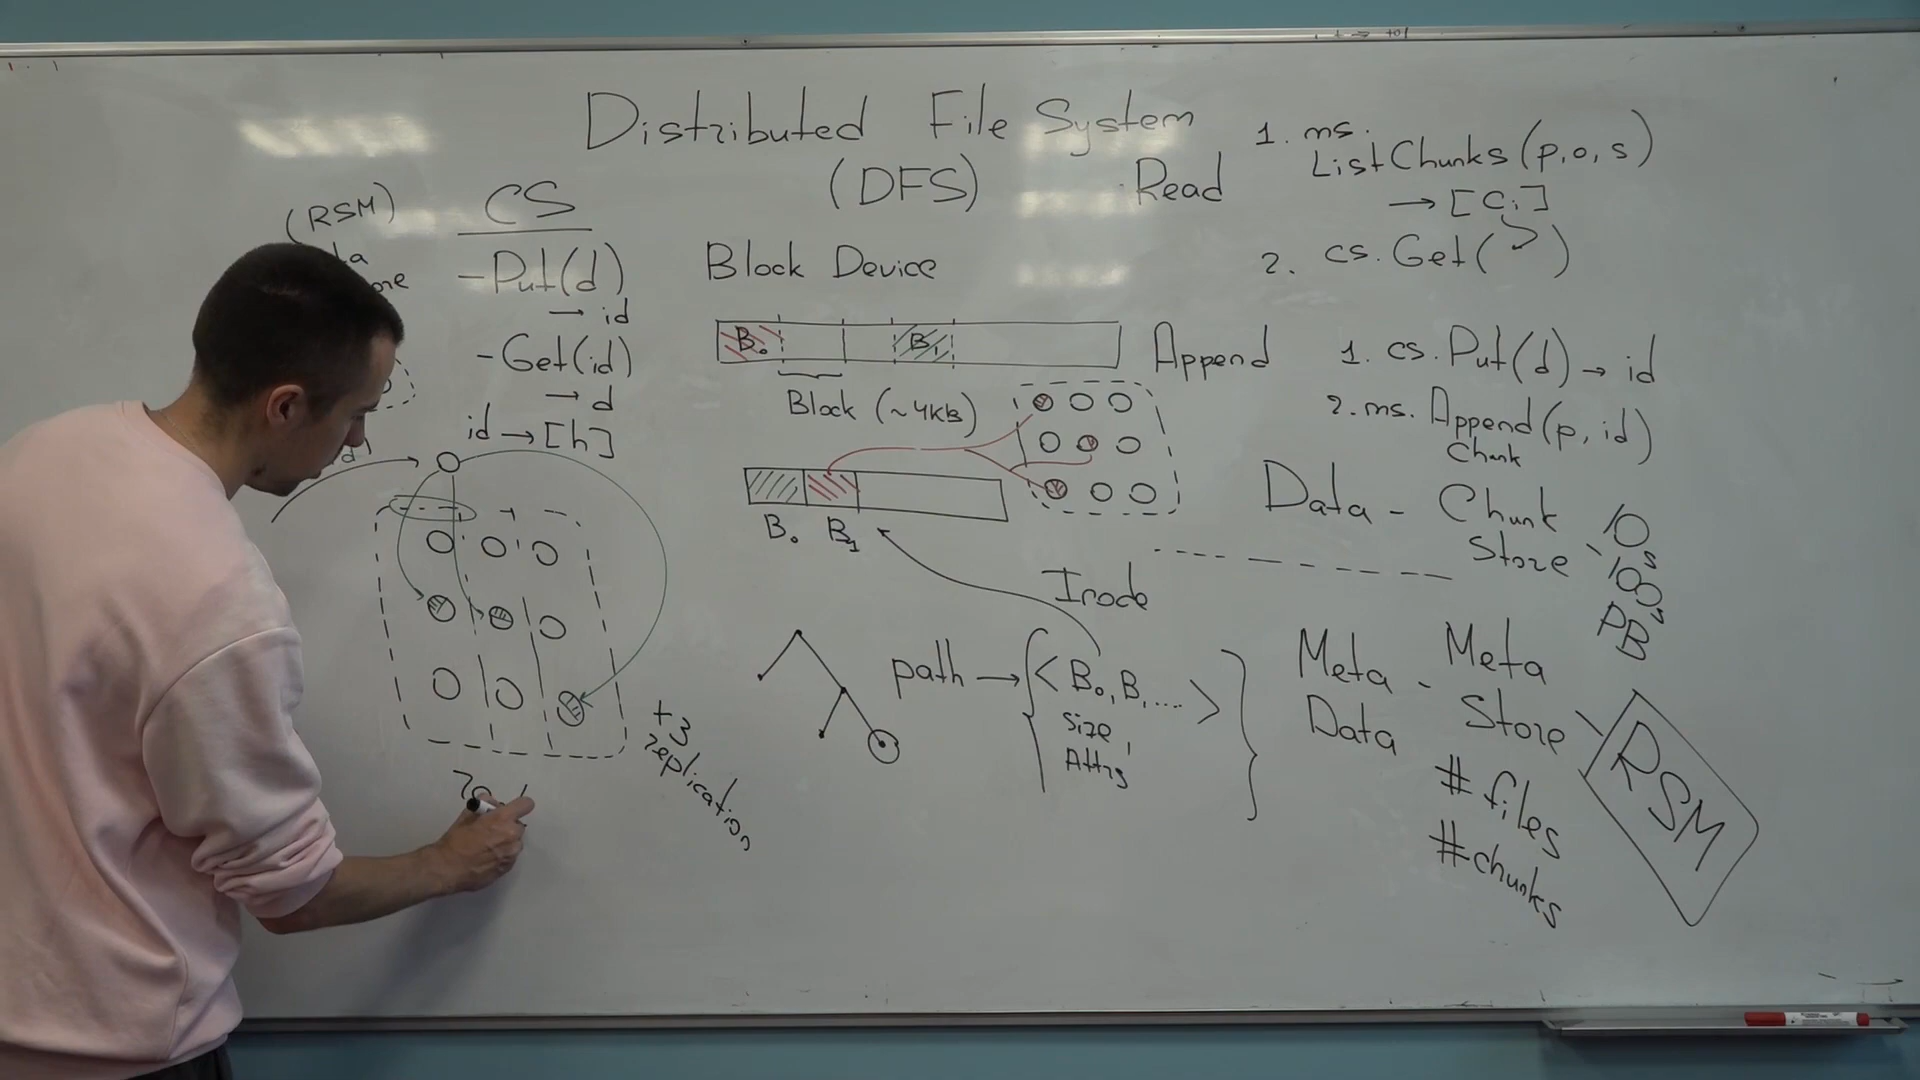 Distributed File System
(DFS)
(RSM)
CS
- Put(d)
→ id
- Get(id)
→ d
id → [h]
+3
replication
Block Device
B₀
B₁
Block (~4Kb)
B₀ B₁
Inode
path → < B₀, B₁, ... >
Size,
Attrs
Read
1. ms.
ListChunks(p, o, s)
→ [cᵢ]
2. cs. Get( )
Append
1. cs. Put(d) → id
2. ms. Append(p, id)
Chunk
Data - Chunk
Store
10s
100s
PB
Meta - Meta
Data Store
# files
# chunks
RSM